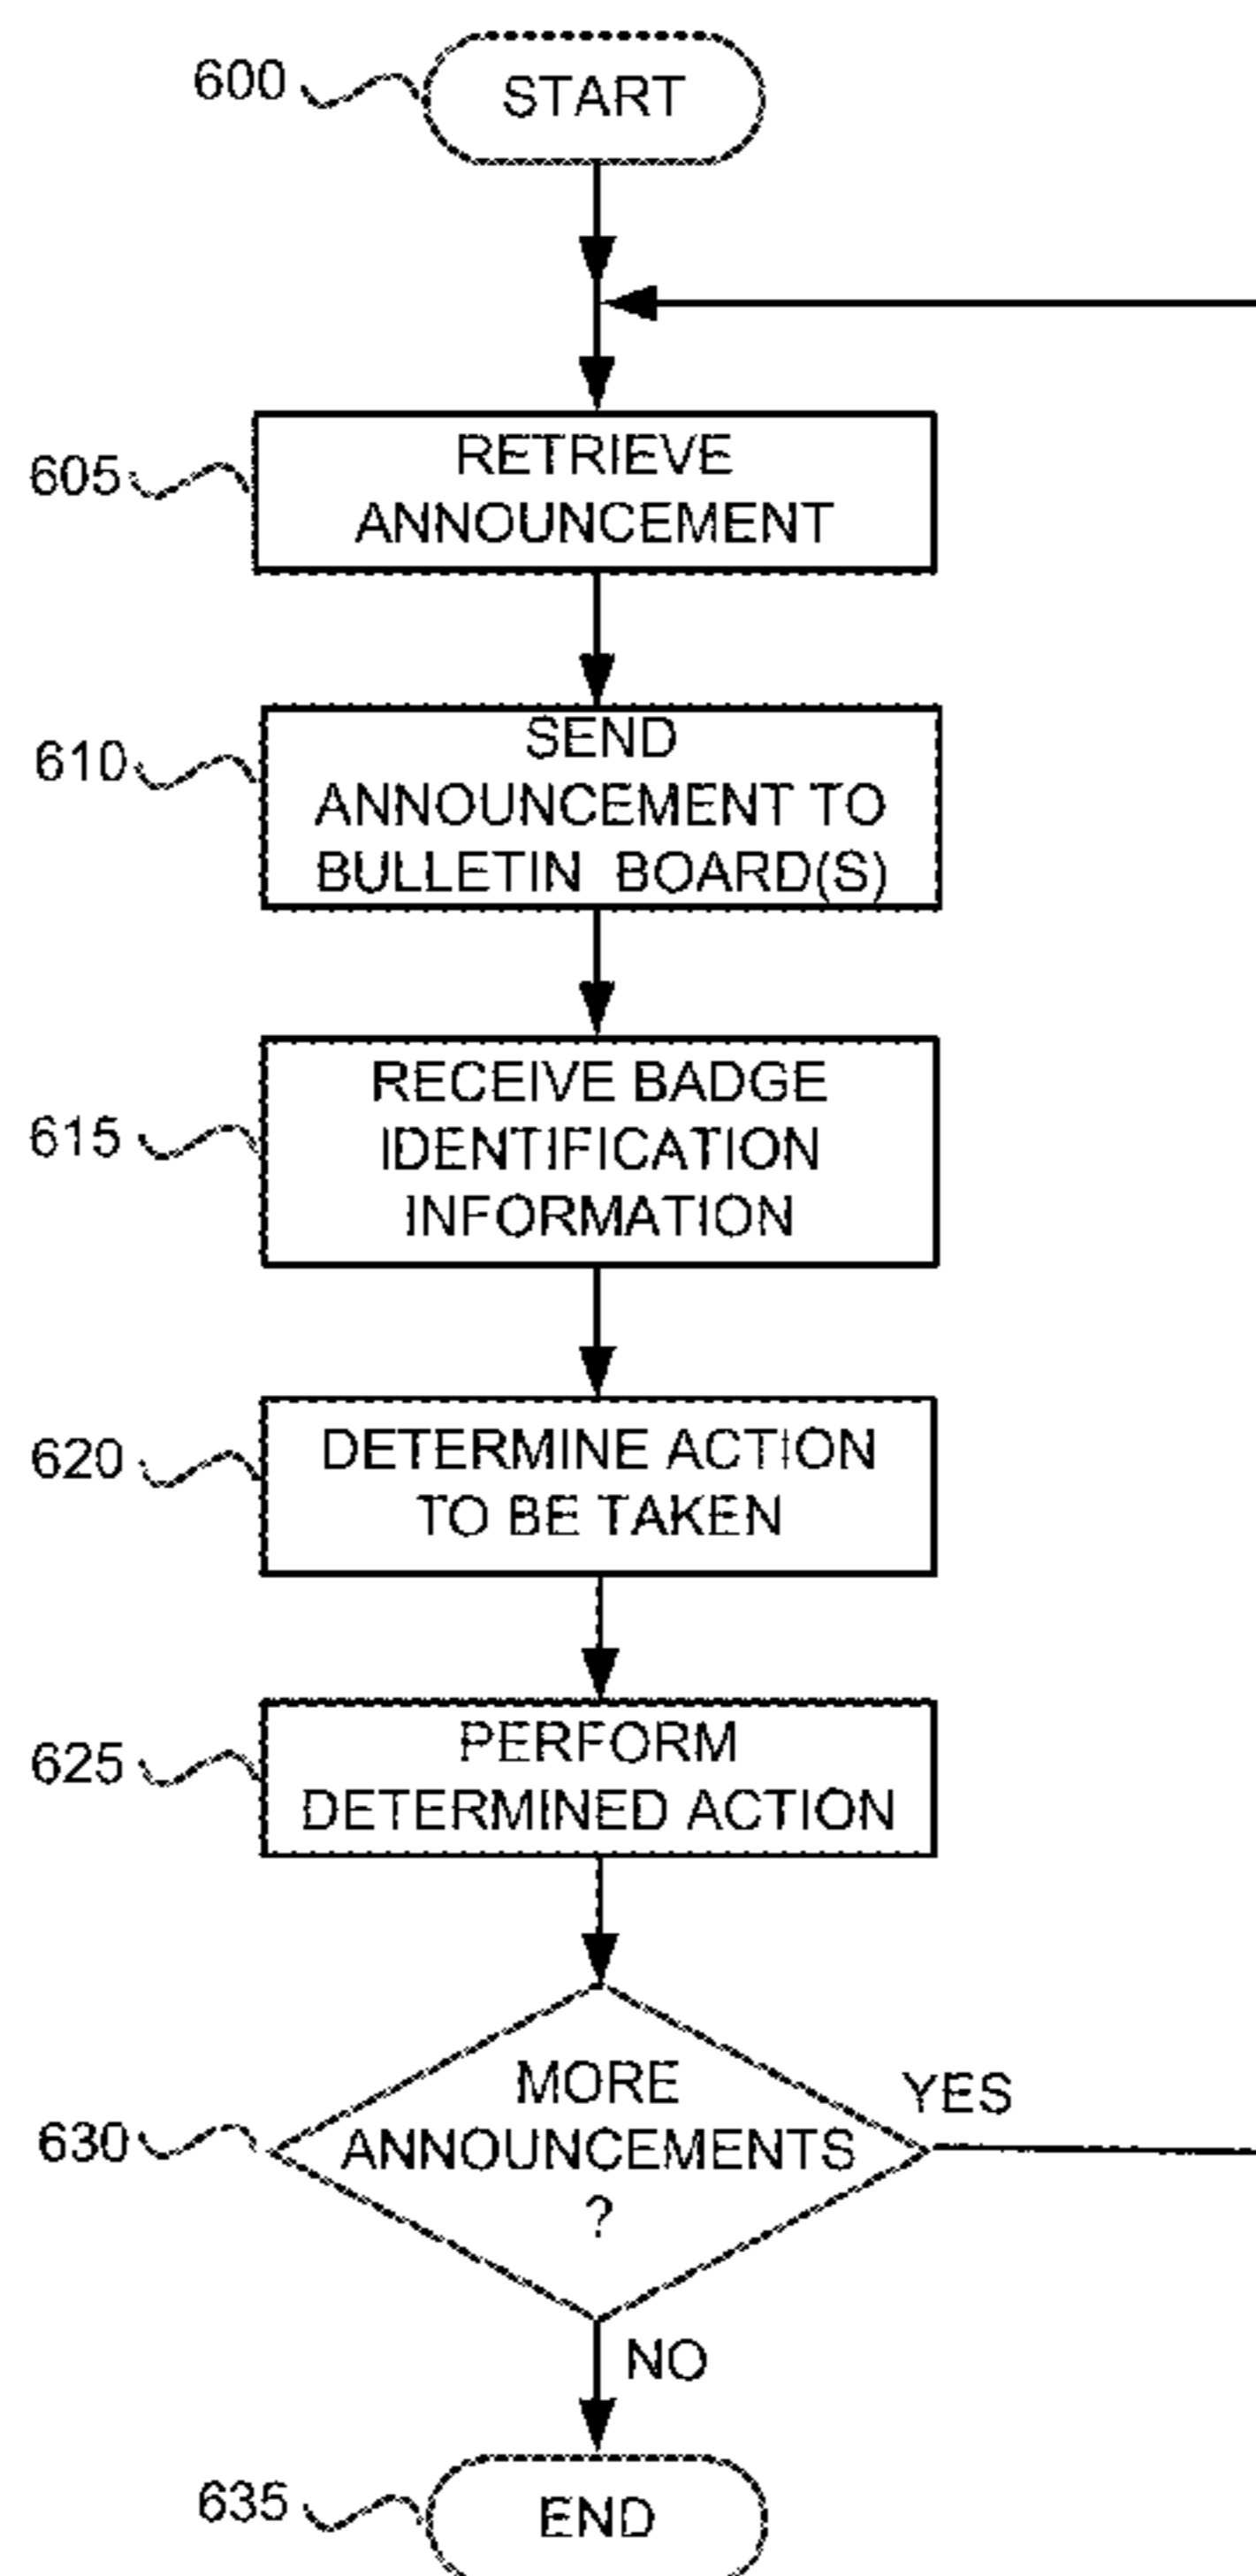 600
START
605
RETRIEVE
ANNOUNCEMENT
610
SEND
ANNOUNCEMENT TO
BULLETIN BOARD(S)
615
RECEIVE BADGE
IDENTIFICATION
INFORMATION
620
DETERMINE ACTION
TO BE TAKEN
625
PERFORM
DETERMINED ACTION
630
MORE
ANNOUNCEMENTS
?
YES
NO
635
END